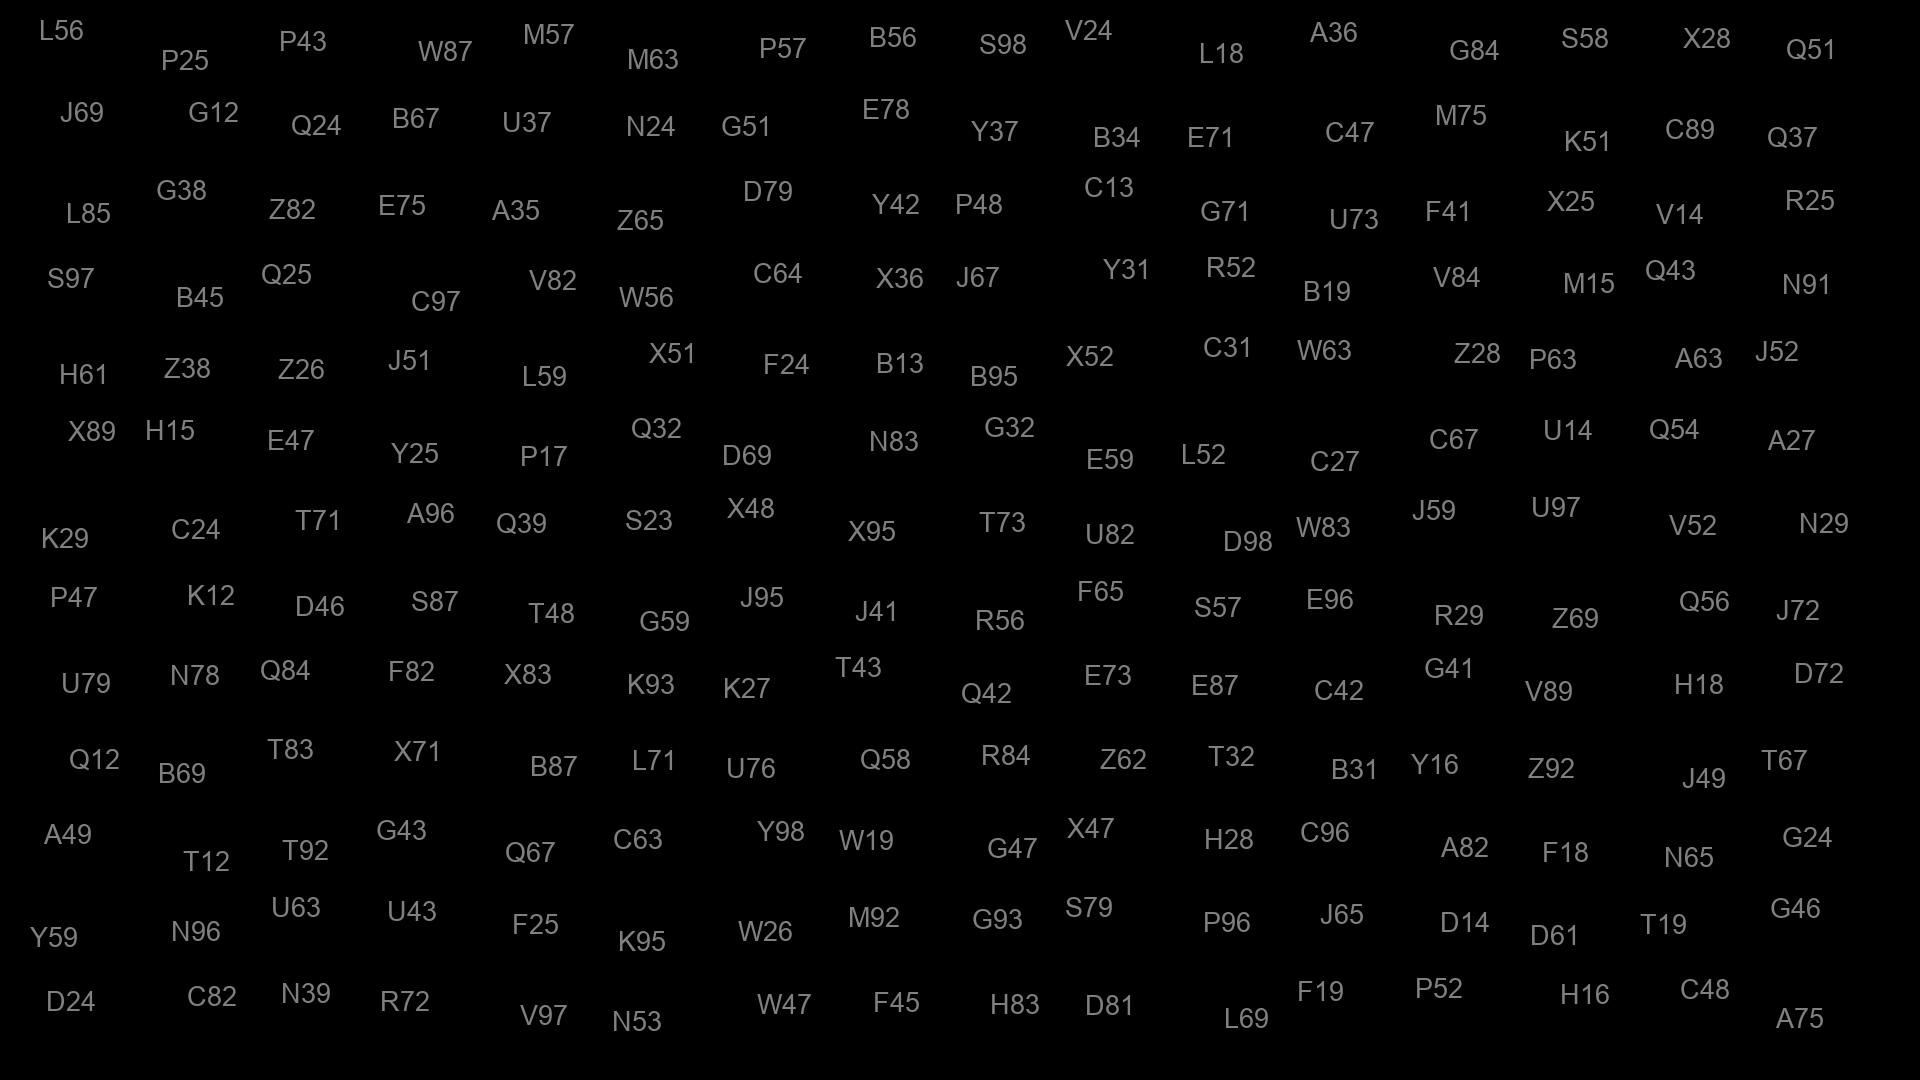 L56 P25 P43 W87 M57 M63 P57 B56 S98 V24 L18 A36 G84 S58 X28 Q51
J69 G12 Q24 B67 U37 N24 G51 E78 Y37 B34 E71 C47 M75 K51 C89 Q37
L85 G38 Z82 E75 A35 Z65 D79 Y42 P48 C13 G71 U73 F41 X25 V14 R25
S97 B45 Q25 C97 V82 W56 C64 X36 J67 Y31 R52 B19 V84 M15 Q43 N91
H61 Z38 Z26 J51 L59 X51 F24 B13 B95 X52 C31 W63 Z28 P63 A63 J52
X89 H15 E47 Y25 P17 Q32 D69 N83 G32 E59 L52 C27 C67 U14 Q54 A27
K29 C24 T71 A96 Q39 S23 X48 X95 T73 U82 D98 W83 J59 U97 V52 N29
P47 K12 D46 S87 T48 G59 J95 J41 R56 F65 S57 E96 R29 Z69 Q56 J72
U79 N78 Q84 F82 X83 K93 K27 T43 Q42 E73 E87 C42 G41 V89 H18 D72
Q12 B69 T83 X71 B87 L71 U76 Q58 R84 Z62 T32 B31 Y16 Z92 J49 T67
A49 T12 T92 G43 Q67 C63 Y98 W19 G47 X47 H28 C96 A82 F18 N65 G24
Y59 N96 U63 U43 F25 K95 W26 M92 G93 S79 P96 J65 D14 D61 T19 G46
D24 C82 N39 R72 V97 N53 W47 F45 H83 D81 L69 F19 P52 H16 C48 A75